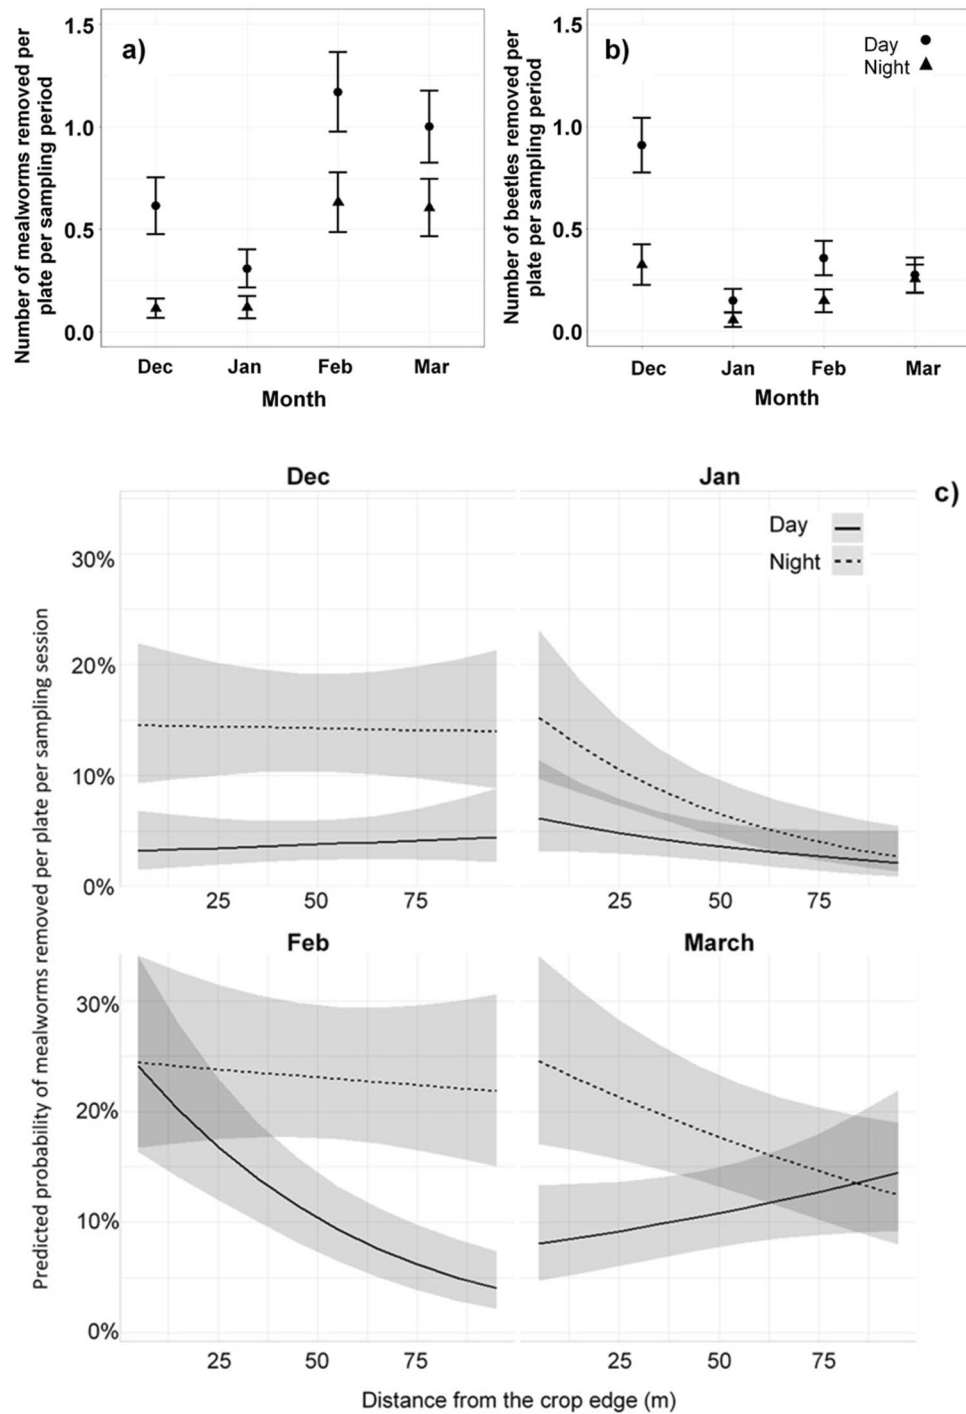 a)
Number of mealworms removed per
plate per sampling period
1.5
1.0
0.5
0.0
Dec Jan Feb Mar
Month
b)
Day
Night
Number of beetles removed per
plate per sampling period
1.5
1.0
0.5
0.0
Dec Jan Feb Mar
Month
c)
Predicted probability of mealworms removed per plate per sampling session
Dec
30%
20%
10%
0%
25 50 75
Jan
Day
Night
25 50 75
Feb
30%
20%
10%
0%
25 50 75
March
25 50 75
Distance from the crop edge (m)